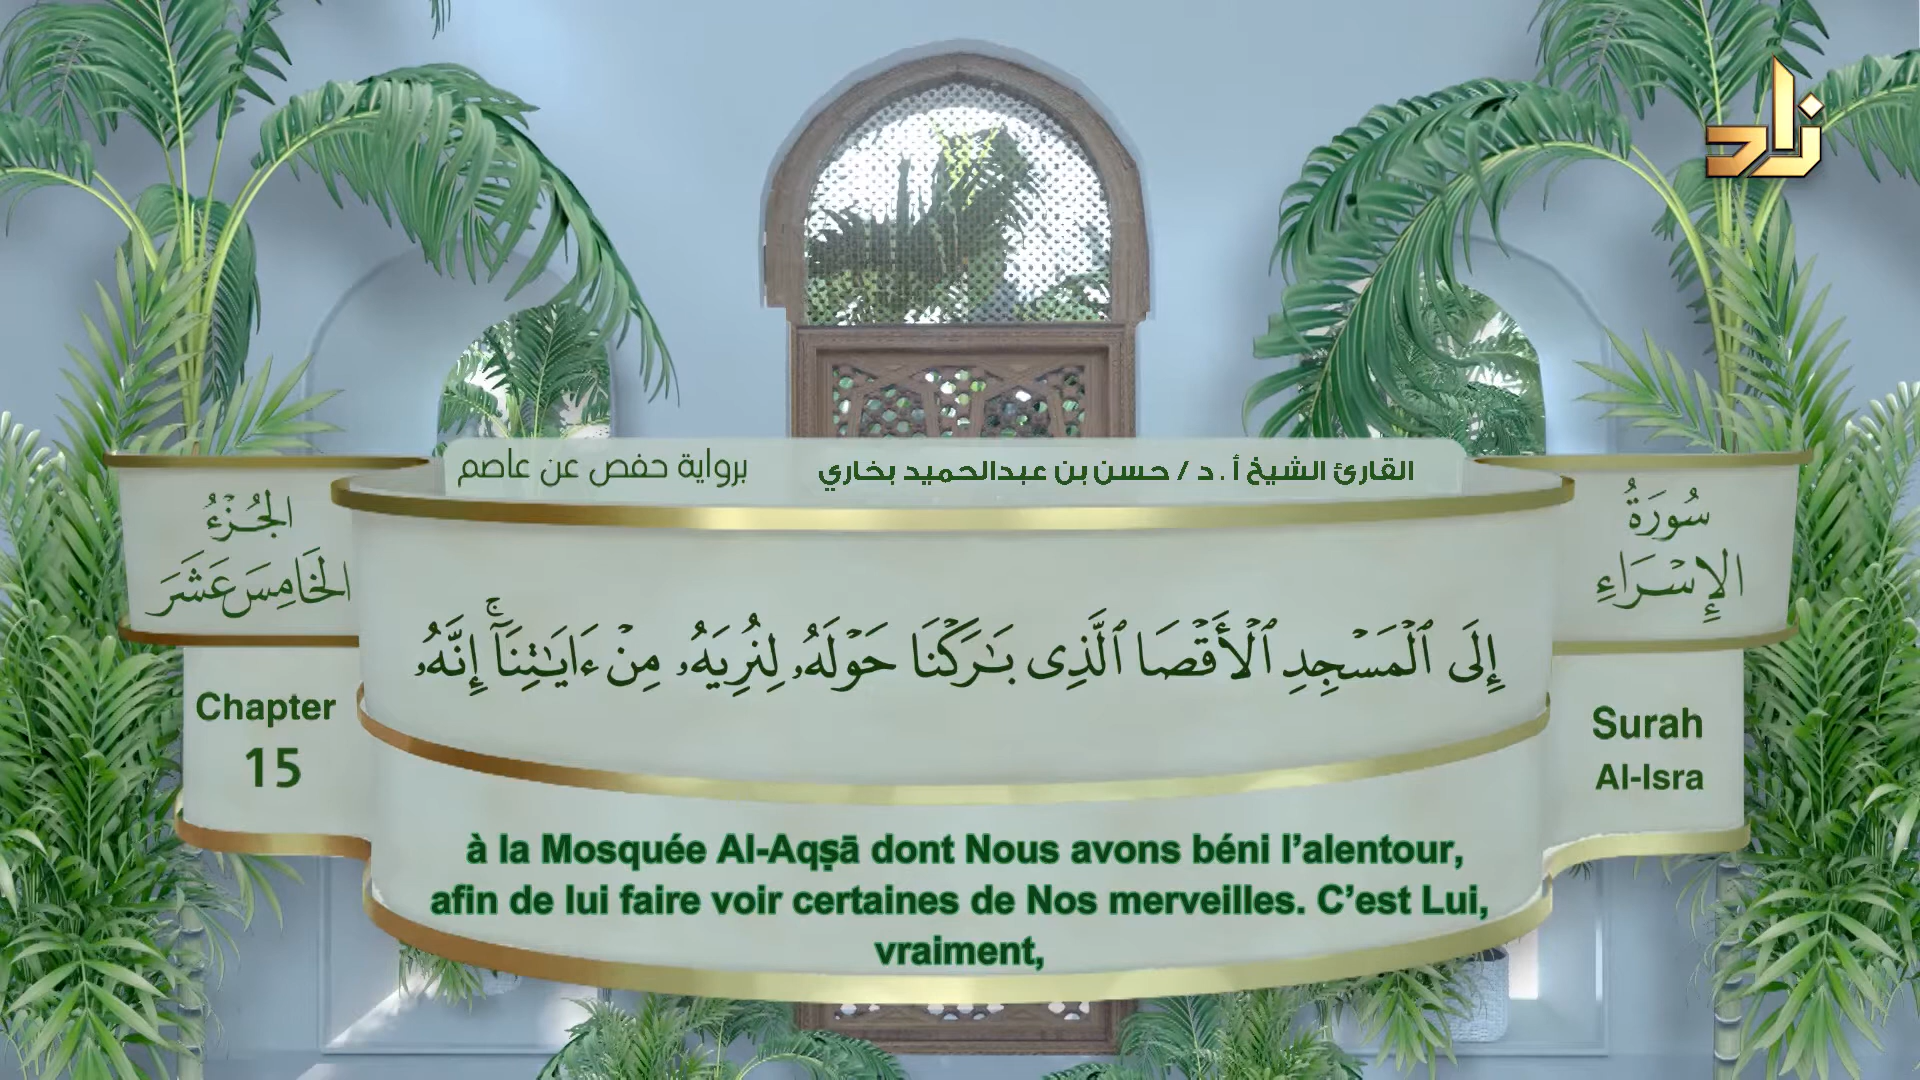 زاد
القارئ الشيخ أ . د / حسن بن عبدالحميد بخاري
برواية حفص عن عاصم
سُورَةُ
الإِسْرَاءِ
الجُزْءُ
الخَامِسَ عَشَرَ
إِلَى ٱلْمَسْجِدِ ٱلْأَقْصَا ٱلَّذِى بَـٰرَكْنَا حَوْلَهُۥ لِنُرِيَهُۥ مِنْ ءَايَـٰتِنَآ ۚ إِنَّهُۥ
Chapter
15
Surah
Al-Isra
à la Mosquée Al-Aqṣā dont Nous avons béni l’alentour,
afin de lui faire voir certaines de Nos merveilles. C’est Lui,
vraiment,